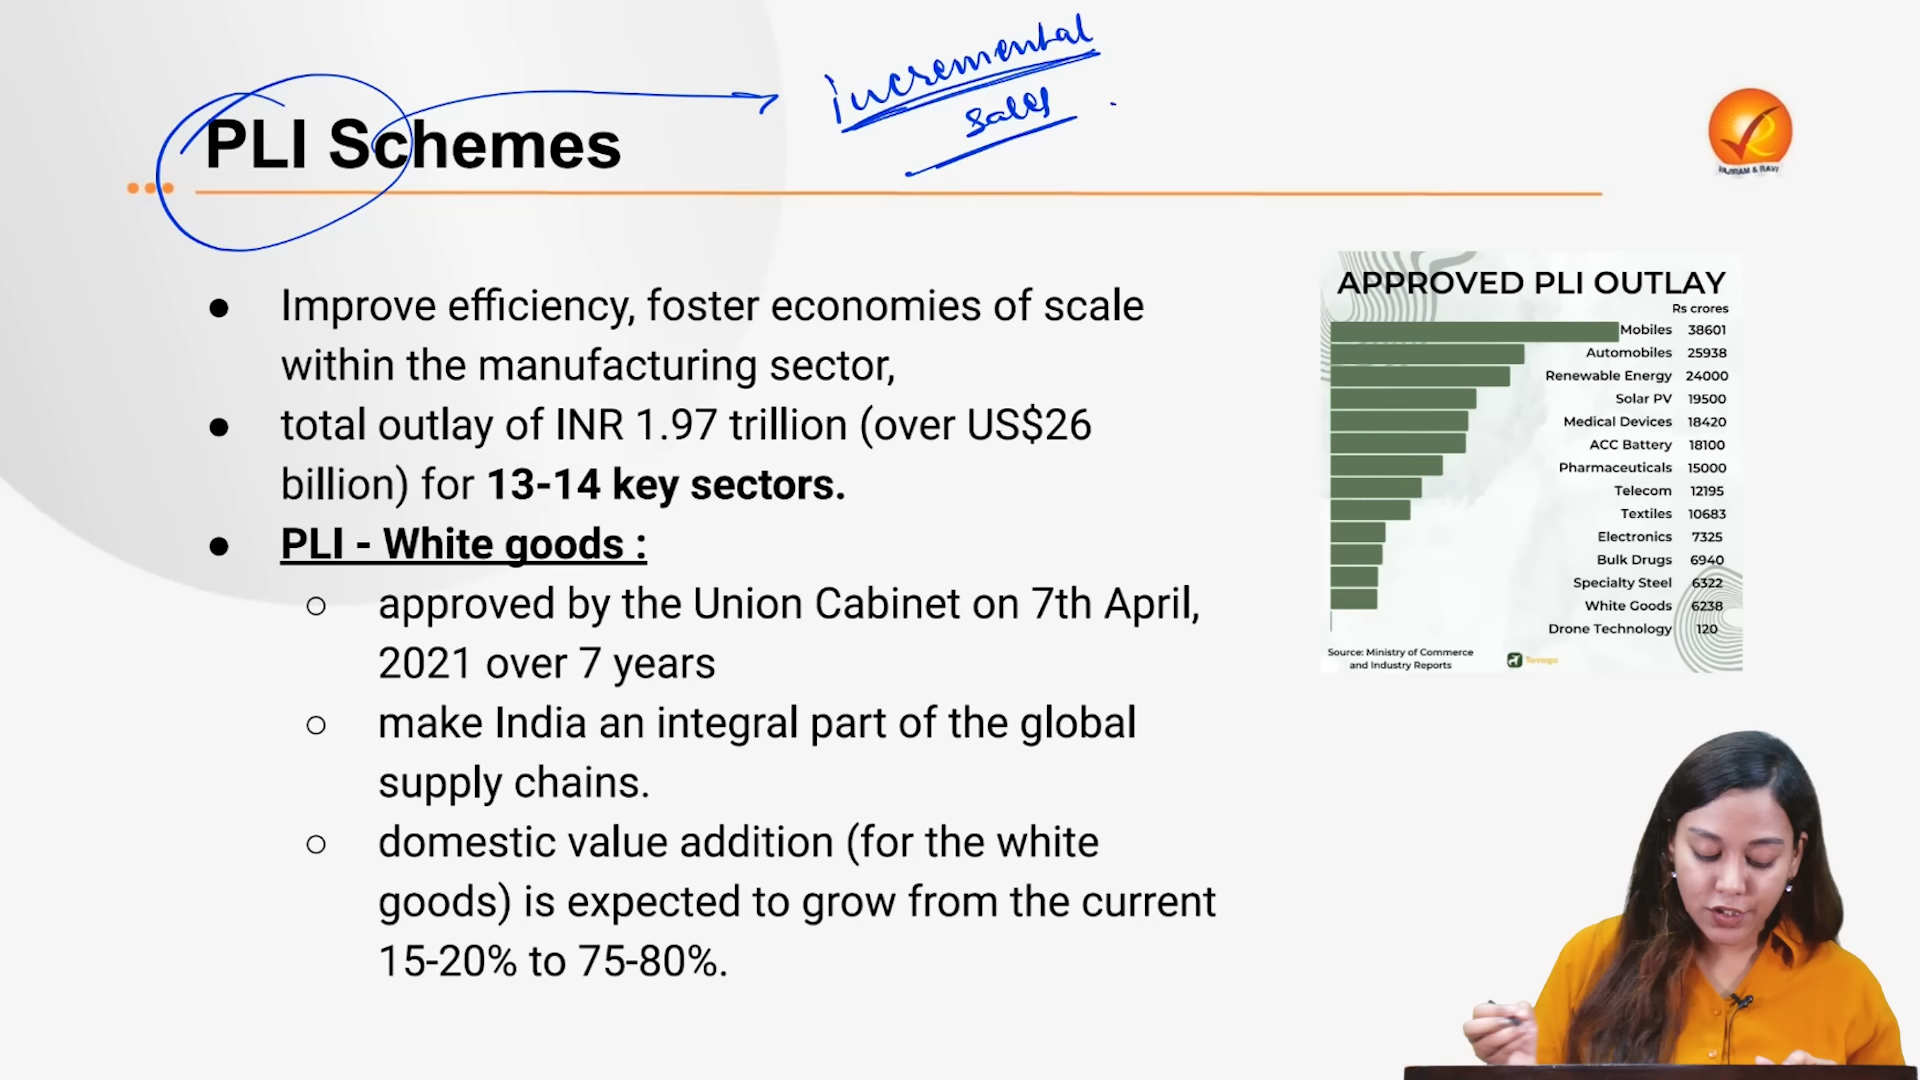 incremental
sales
PLI Schemes
VAJIRAM & RAVI
● Improve efficiency, foster economies of scale
within the manufacturing sector,
● total outlay of INR 1.97 trillion (over US$26
billion) for 13-14 key sectors.
● PLI - White goods :
○ approved by the Union Cabinet on 7th April,
2021 over 7 years
○ make India an integral part of the global
supply chains.
○ domestic value addition (for the white
goods) is expected to grow from the current
15-20% to 75-80%.
APPROVED PLI OUTLAY
Rs crores
Mobiles 38601
Automobiles 25938
Renewable Energy 24000
Solar PV 19500
Medical Devices 18420
ACC Battery 18100
Pharmaceuticals 15000
Telecom 12195
Textiles 10683
Electronics 7325
Bulk Drugs 6940
Specialty Steel 6322
White Goods 6238
Drone Technology 120
Source: Ministry of Commerce
and Industry Reports